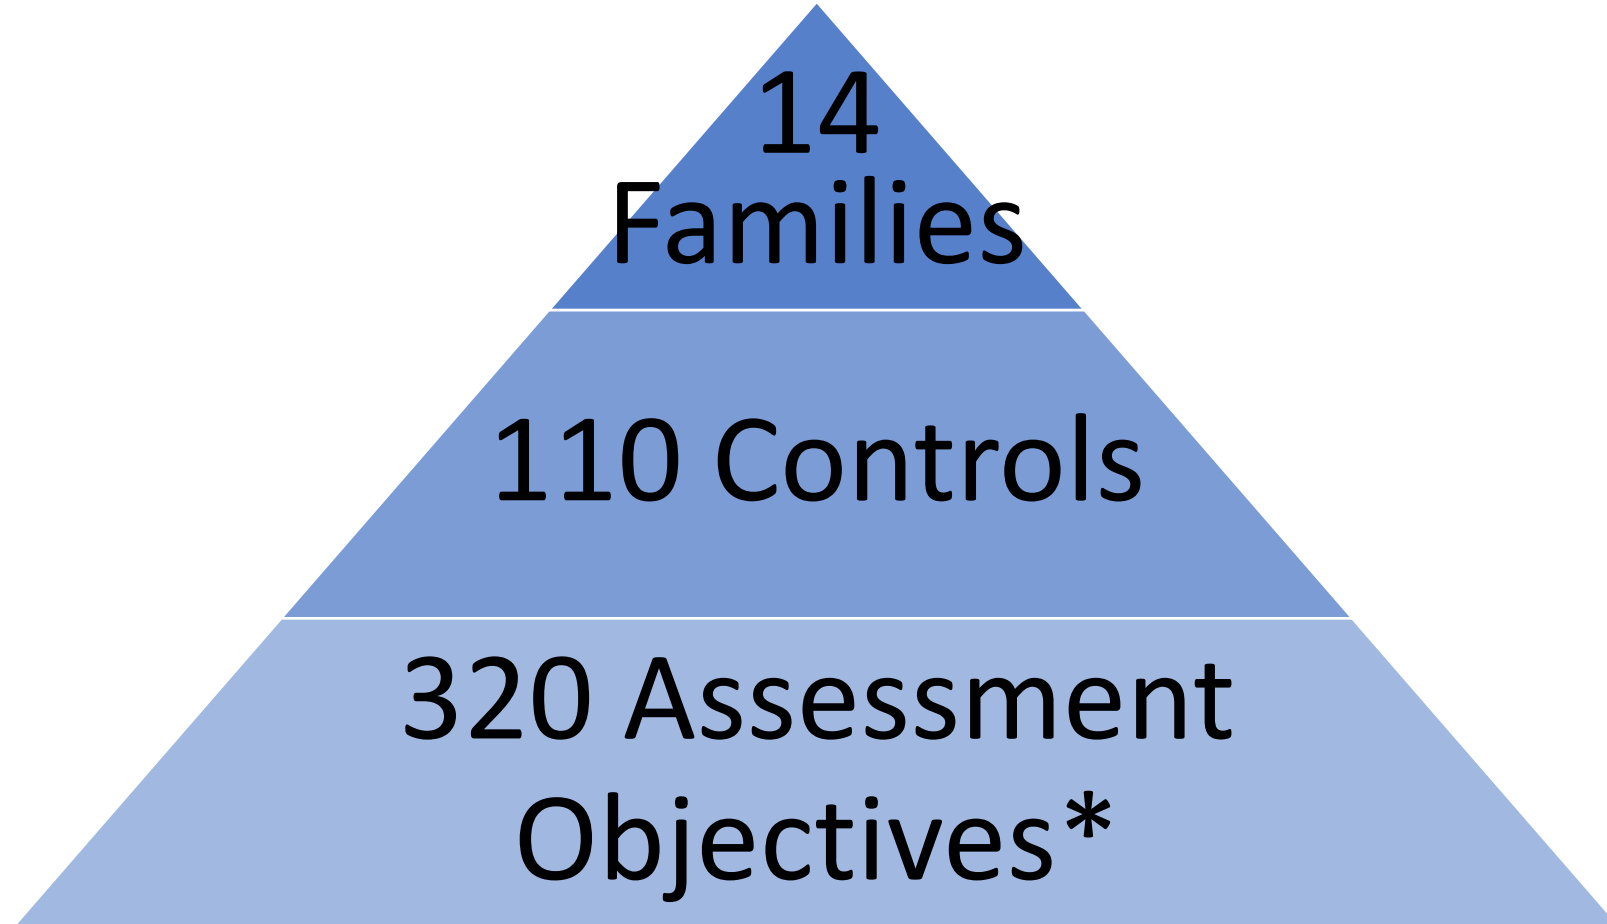 14
Families
110 Controls
320 Assessment
Objectives*